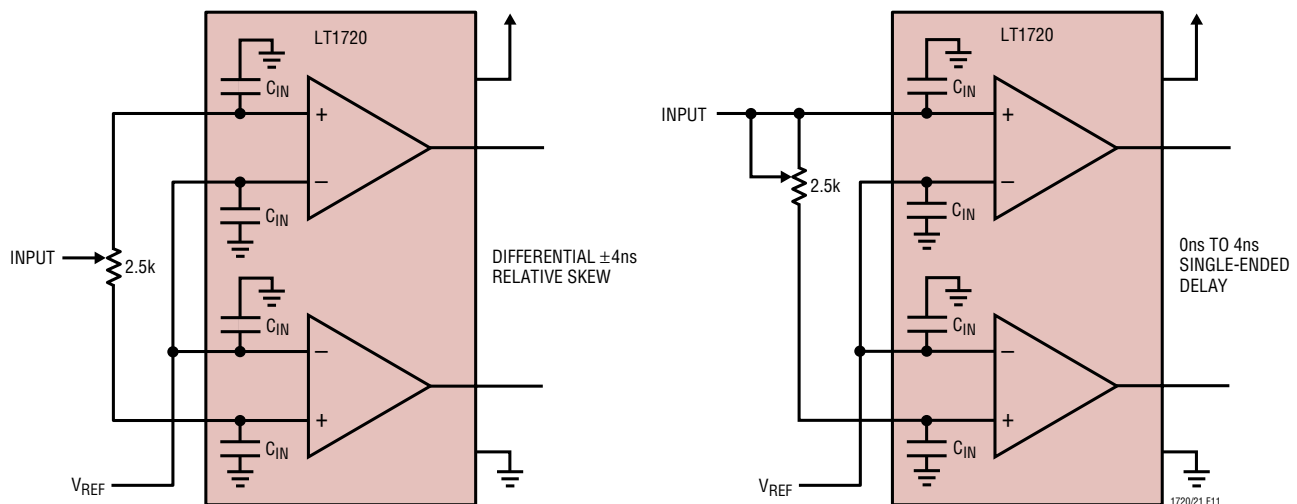 LT1720
C_IN
+
−
C_IN
INPUT
2.5k
DIFFERENTIAL ±4ns
RELATIVE SKEW
C_IN
−
+
C_IN
V_REF
LT1720
C_IN
INPUT
+
2.5k
−
C_IN
0ns TO 4ns
SINGLE-ENDED
DELAY
C_IN
−
+
C_IN
V_REF
1720/21 F11